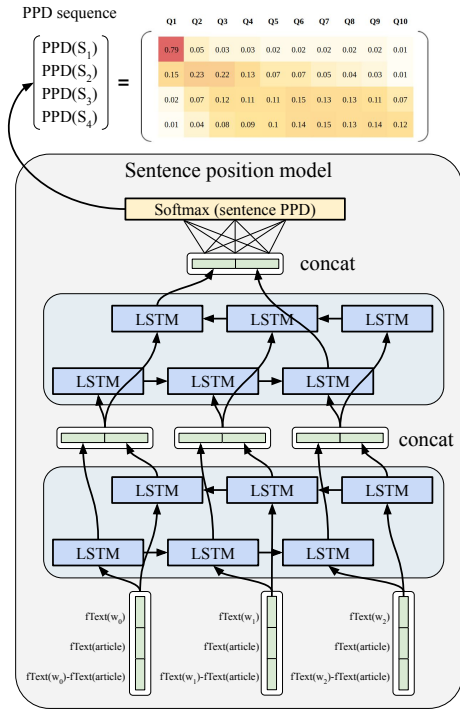 PPD sequence
Q1 Q2 Q3 Q4 Q5 Q6 Q7 Q8 Q9 Q10
PPD(S1) 0.79 0.05 0.03 0.03 0.02 0.02 0.02 0.02 0.02 0.01
PPD(S2) 0.15 0.23 0.22 0.13 0.07 0.07 0.05 0.04 0.03 0.01
=
PPD(S3) 0.02 0.07 0.12 0.11 0.11 0.15 0.13 0.13 0.11 0.07
PPD(S4) 0.01 0.04 0.08 0.09 0.1 0.14 0.15 0.13 0.14 0.12
Sentence position model
Softmax (sentence PPD)
concat
LSTM LSTM LSTM
LSTM LSTM LSTM
concat
LSTM LSTM LSTM
LSTM LSTM LSTM
fText(w0) fText(w1) fText(w2)
fText(article) fText(article) fText(article)
fText(w0)-fText(article) fText(w1)-fText(article) fText(w2)-fText(article)